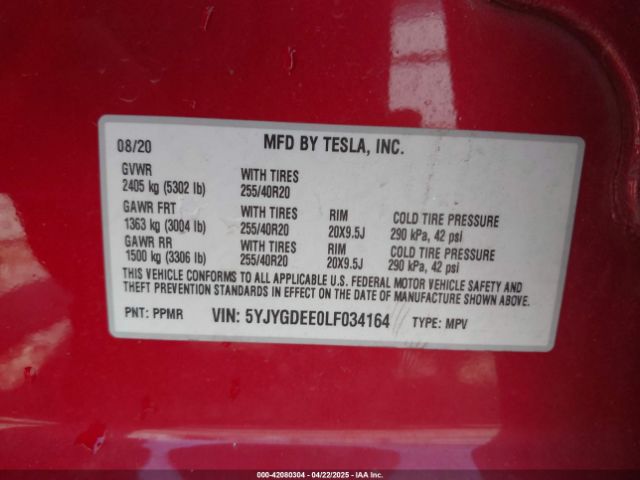 08/20 MFD BY TESLA, INC.
GVWR WITH TIRES
2405 kg (5302 lb) 255/40R20
GAWR FRT WITH TIRES RIM COLD TIRE PRESSURE
1363 kg (3004 lb) 255/40R20 20X9.5J 290 kPa, 42 psi
GAWR RR WITH TIRES RIM COLD TIRE PRESSURE
1500 kg (3306 lb) 255/40R20 20X9.5J 290 kPa, 42 psi
THIS VEHICLE CONFORMS TO ALL APPLICABLE U.S. FEDERAL MOTOR VEHICLE SAFETY AND
THEFT PREVENTION STANDARDS IN EFFECT ON THE DATE OF MANUFACTURE SHOWN ABOVE.
PNT: PPMR VIN: 5YJYGDEE0LF034164 TYPE: MPV
000-42080304 - 04/22/2025 - IAAI Inc.